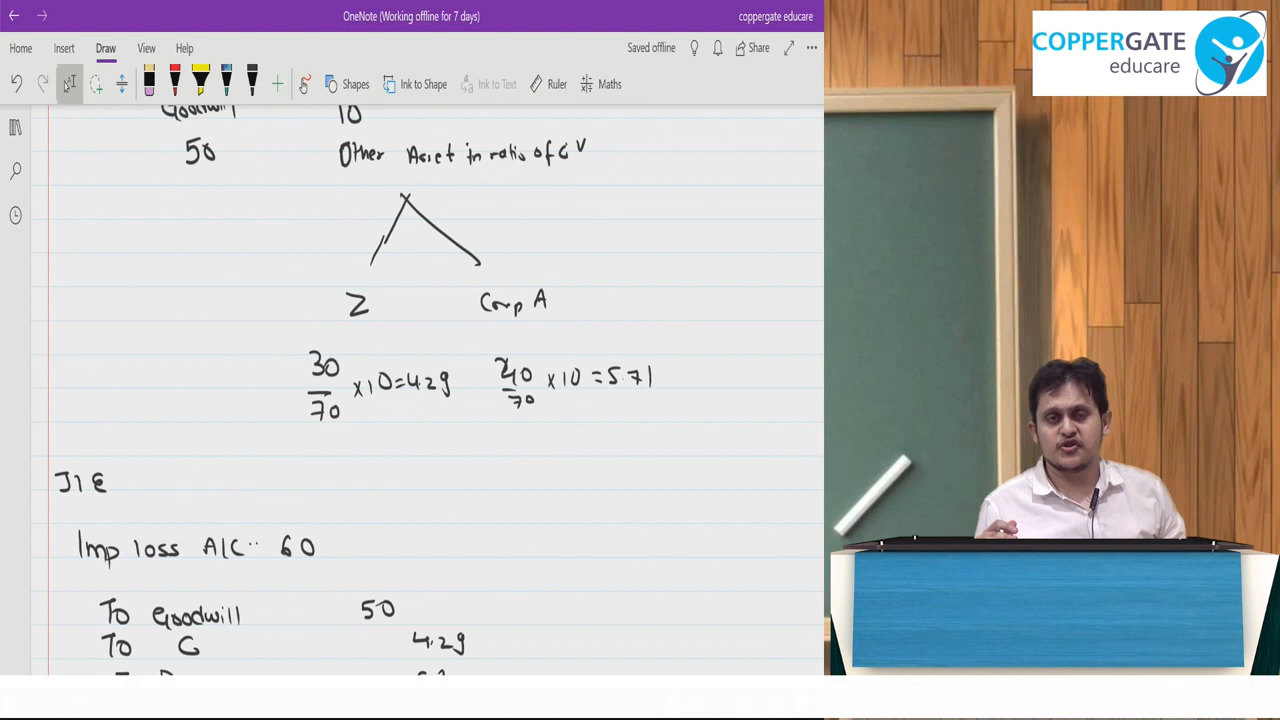 OneNote (Working offline for 7 days)
coppergate educare
Home Insert Draw View Help
Saved offline Share
Shapes Ink to Shape Ink to Text Ruler Maths
COPPERGATE
educare
Goodwill 10
50 Other Asset in ratio of CV
Z Comp A
30/70 ×10=4.29 40/70 ×10=5.71
J1E
Imp loss A/C·· 60
To Goodwill 50
To C 4.29